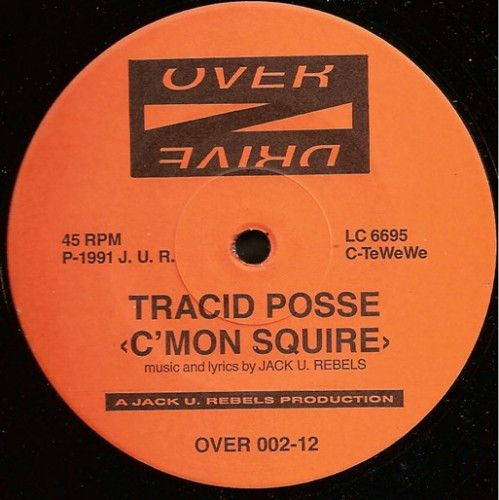 OVER
DRIVE
45 RPM
P-1991 J. U. R.
LC 6695
C-TeWeWe
TRACID POSSE
‹C'MON SQUIRE›
music and lyrics by JACK U. REBELS
A JACK U. REBELS PRODUCTION
OVER 002-12